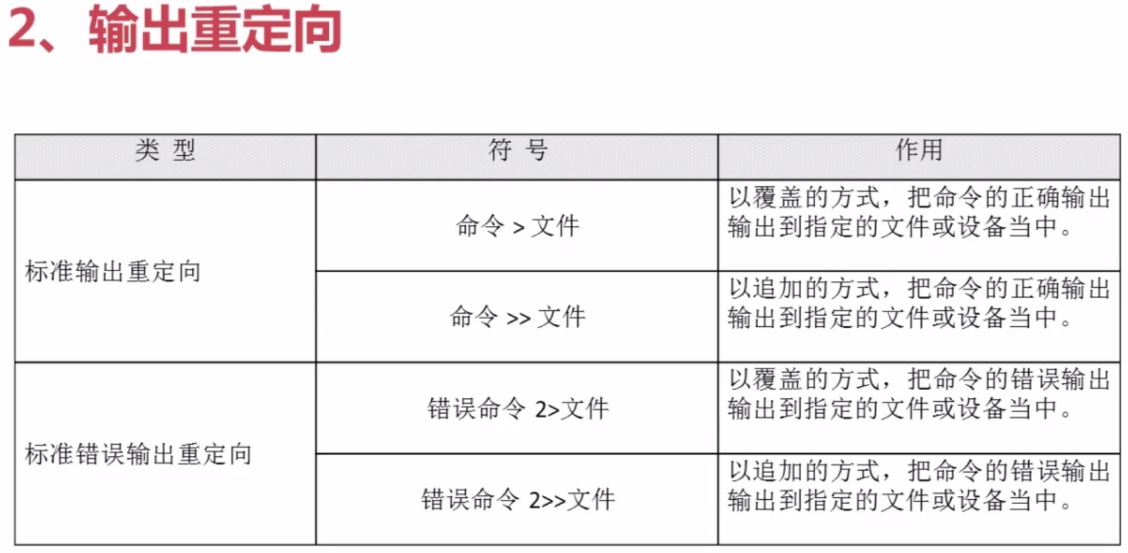 2、输出重定向
类 型
符 号
作用
标准输出重定向
命令 > 文件
以覆盖的方式，把命令的正确输出
输出到指定的文件或设备当中。
命令 >> 文件
以追加的方式，把命令的正确输出
输出到指定的文件或设备当中。
标准错误输出重定向
错误命令 2>文件
以覆盖的方式，把命令的错误输出
输出到指定的文件或设备当中。
错误命令 2>>文件
以追加的方式，把命令的错误输出
输出到指定的文件或设备当中。